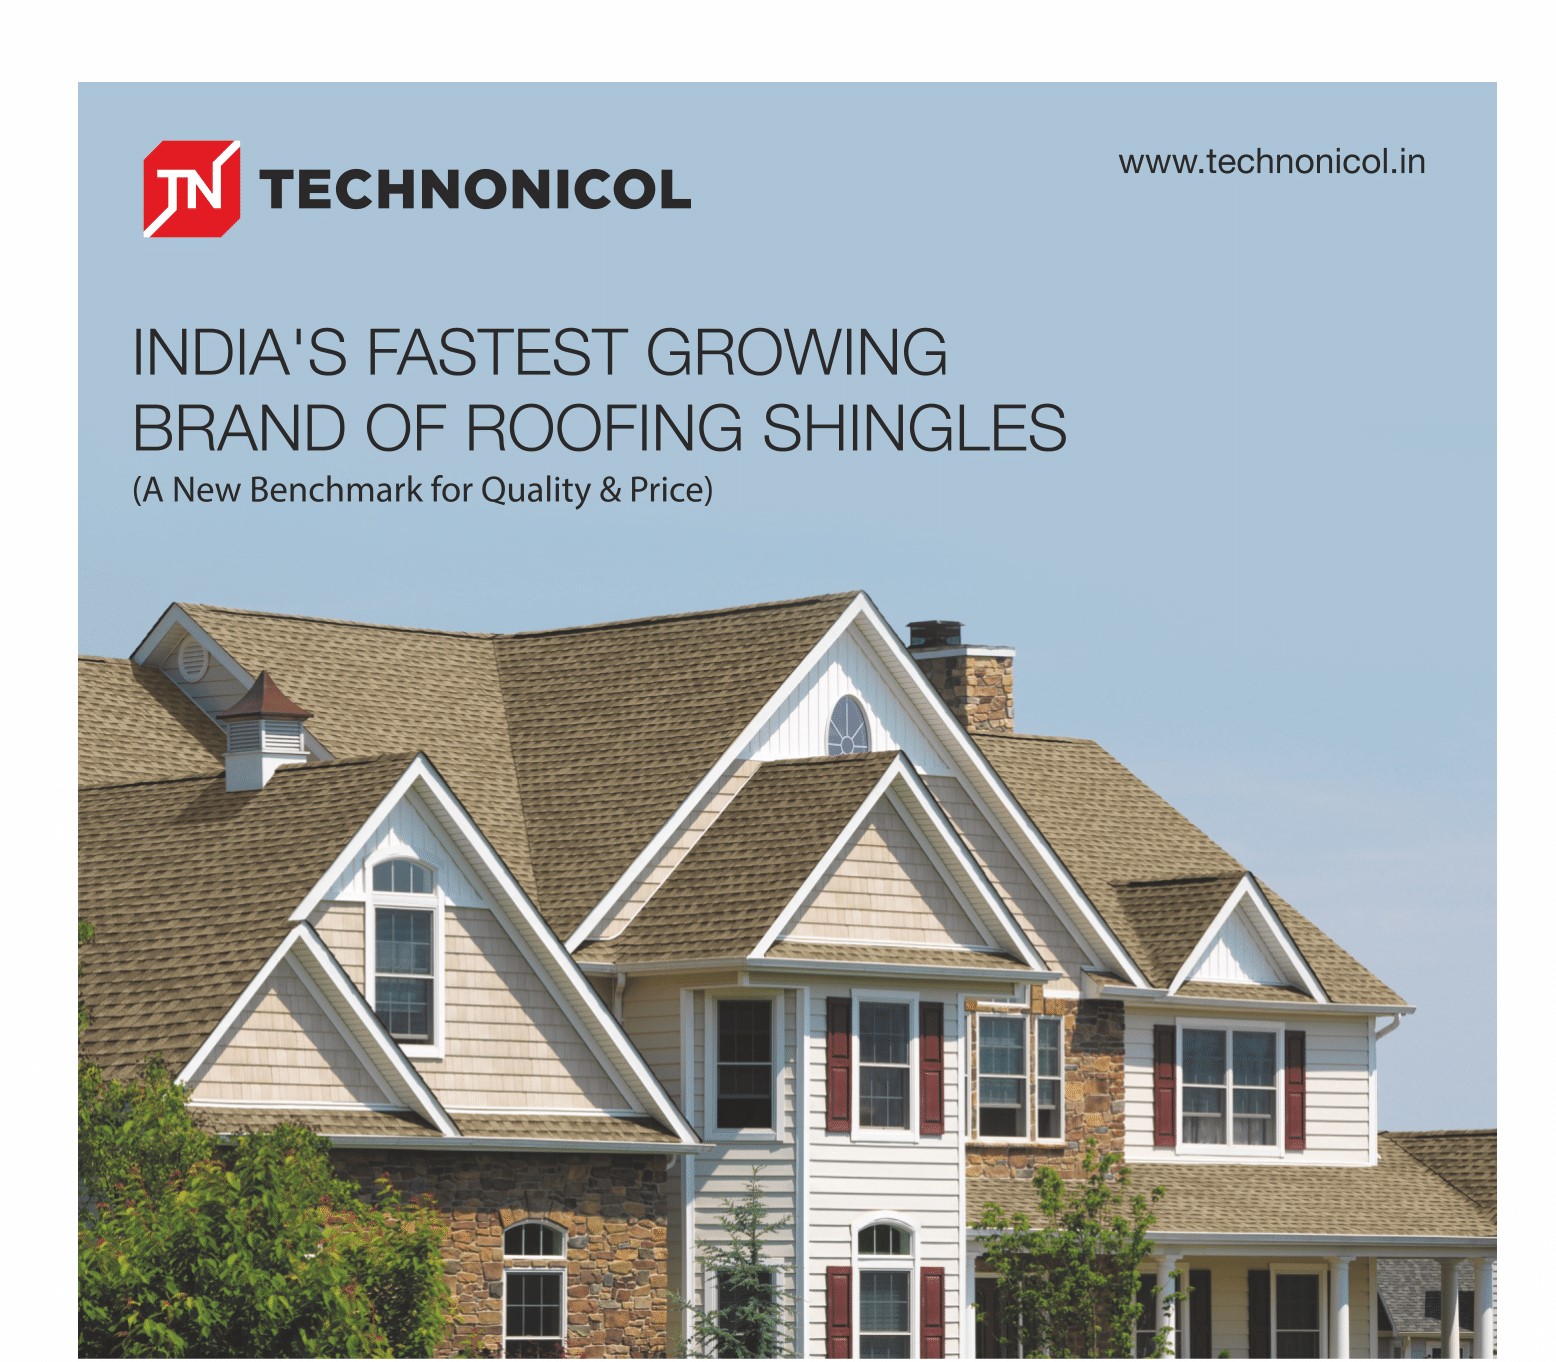 TN TECHNONICOL
www.technonicol.in
INDIA'S FASTEST GROWING
BRAND OF ROOFING SHINGLES
(A New Benchmark for Quality & Price)